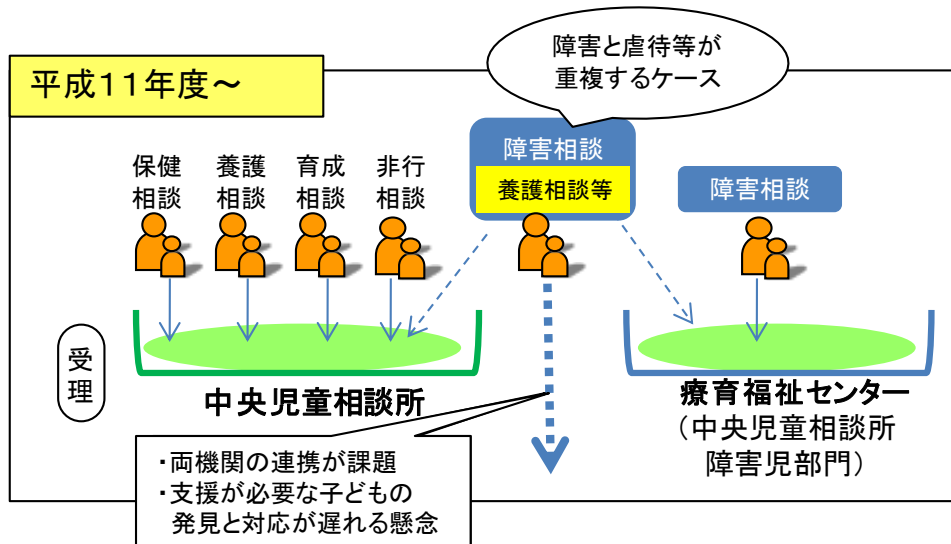 平成11年度～
障害と虐待等が
重複するケース
保健
相談
養護
相談
育成
相談
非行
相談
障害相談
養護相談等
障害相談
受理
中央児童相談所
療育福祉センター
（中央児童相談所
障害児部門）
・両機関の連携が課題
・支援が必要な子どもの
発見と対応が遅れる懸念